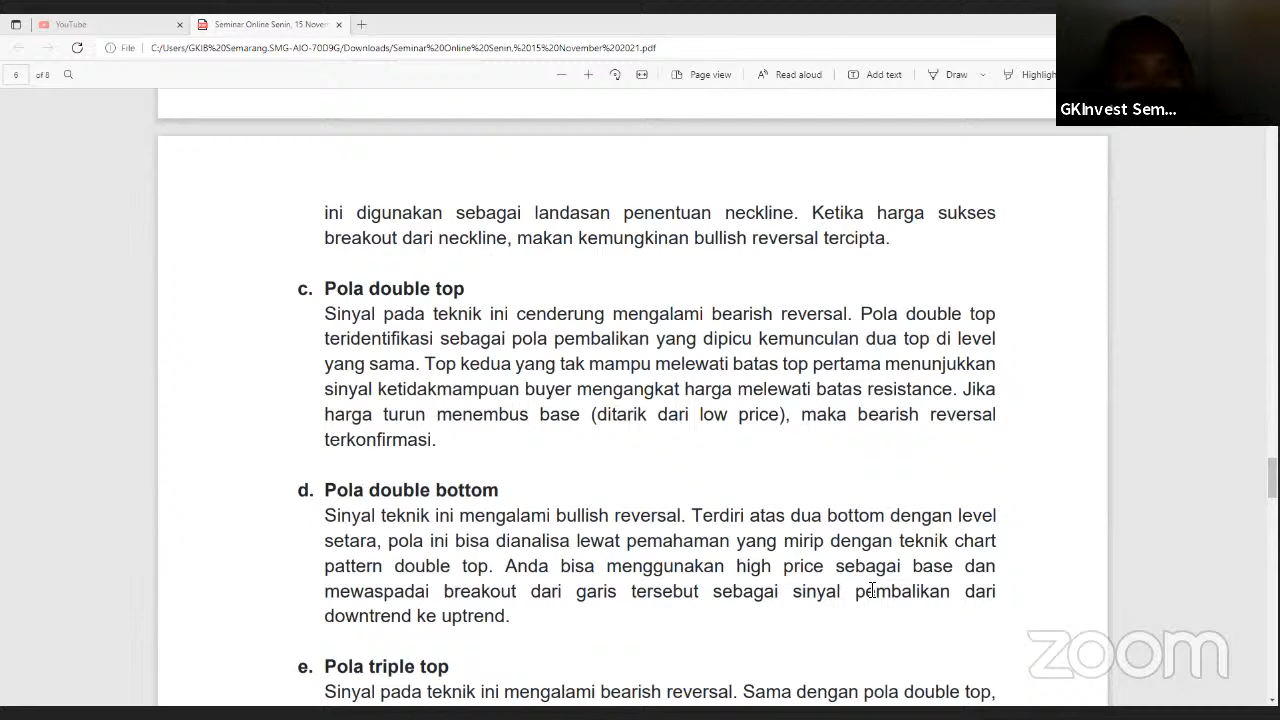 YouTube
Seminar Online Senin, 15 Novem
File
C:/Users/GKIB%20Semarang.SMG-AIO-70D9G/Downloads/Seminar%20Online%20Senin,%2015%20November%202021.pdf
6 of 8
Page view
Read aloud
Add text
Draw
Highligh
GKInvest Sem...
ini digunakan sebagai landasan penentuan neckline. Ketika harga sukses
breakout dari neckline, makan kemungkinan bullish reversal tercipta.
c. Pola double top
Sinyal pada teknik ini cenderung mengalami bearish reversal. Pola double top
teridentifikasi sebagai pola pembalikan yang dipicu kemunculan dua top di level
yang sama. Top kedua yang tak mampu melewati batas top pertama menunjukkan
sinyal ketidakmampuan buyer mengangkat harga melewati batas resistance. Jika
harga turun menembus base (ditarik dari low price), maka bearish reversal
terkonfirmasi.
d. Pola double bottom
Sinyal teknik ini mengalami bullish reversal. Terdiri atas dua bottom dengan level
setara, pola ini bisa dianalisa lewat pemahaman yang mirip dengan teknik chart
pattern double top. Anda bisa menggunakan high price sebagai base dan
mewaspadai breakout dari garis tersebut sebagai sinyal pembalikan dari
downtrend ke uptrend.
e. Pola triple top
Sinyal pada teknik ini mengalami bearish reversal. Sama dengan pola double top,
zoom